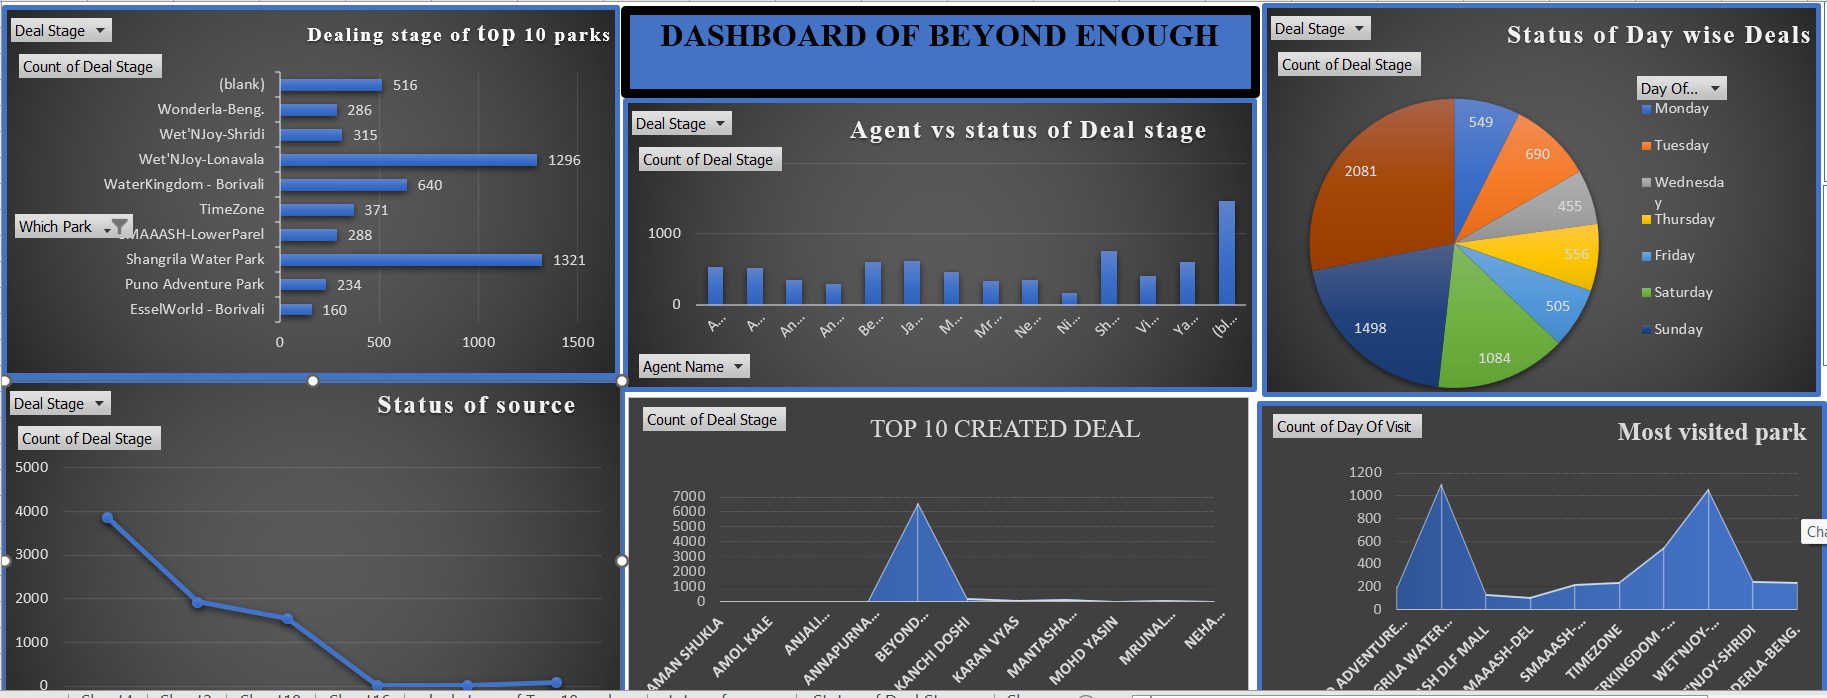 Deal Stage
Dealing stage of top 10 parks
Count of Deal Stage
(blank) 516
Wonderla-Beng. 286
Wet'NJoy-Shridi 315
Wet'NJoy-Lonavala 1296
WaterKingdom - Borivali 640
TimeZone 371
Which Park
MAAASH-LowerParel 288
Shangrila Water Park 1321
Puno Adventure Park 234
EsselWorld - Borivali 160
0 500 1000 1500
DASHBOARD OF BEYOND ENOUGH
Deal Stage
Agent vs status of Deal stage
Count of Deal Stage
1000
0
A... A... An... An... Be... Ja... M... Mr... Ne... Ni... Sh... Vi... Ya... (bl...
Agent Name
Deal Stage
Status of Day wise Deals
Count of Deal Stage
Day Of...
Monday
Tuesday
Wednesda
y
Thursday
Friday
Saturday
Sunday
549
690
455
556
505
1084
1498
2081
Deal Stage
Status of source
Count of Deal Stage
5000
4000
3000
2000
1000
0
Count of Deal Stage
TOP 10 CREATED DEAL
7000
6000
5000
4000
3000
2000
1000
0
AMAN SHUKLA
AMOL KALE
ANJALI...
ANNAPURNA...
BEYOND...
KANCHI DOSHI
KARAN VYAS
MANTASHA...
MOHD YASIN
MRUNAL...
NEHA...
Count of Day Of Visit
Most visited park
1200
1000
800
600
400
200
0
ADVENTURE...
GRILA WATER...
SH DLF MALL
MAASH-DEL
SMAAASH-...
TIMEZONE
ERKINGDOM -...
WET'NJOY-...
NJOY-SHRIDI
DERLA-BENG.
Cha